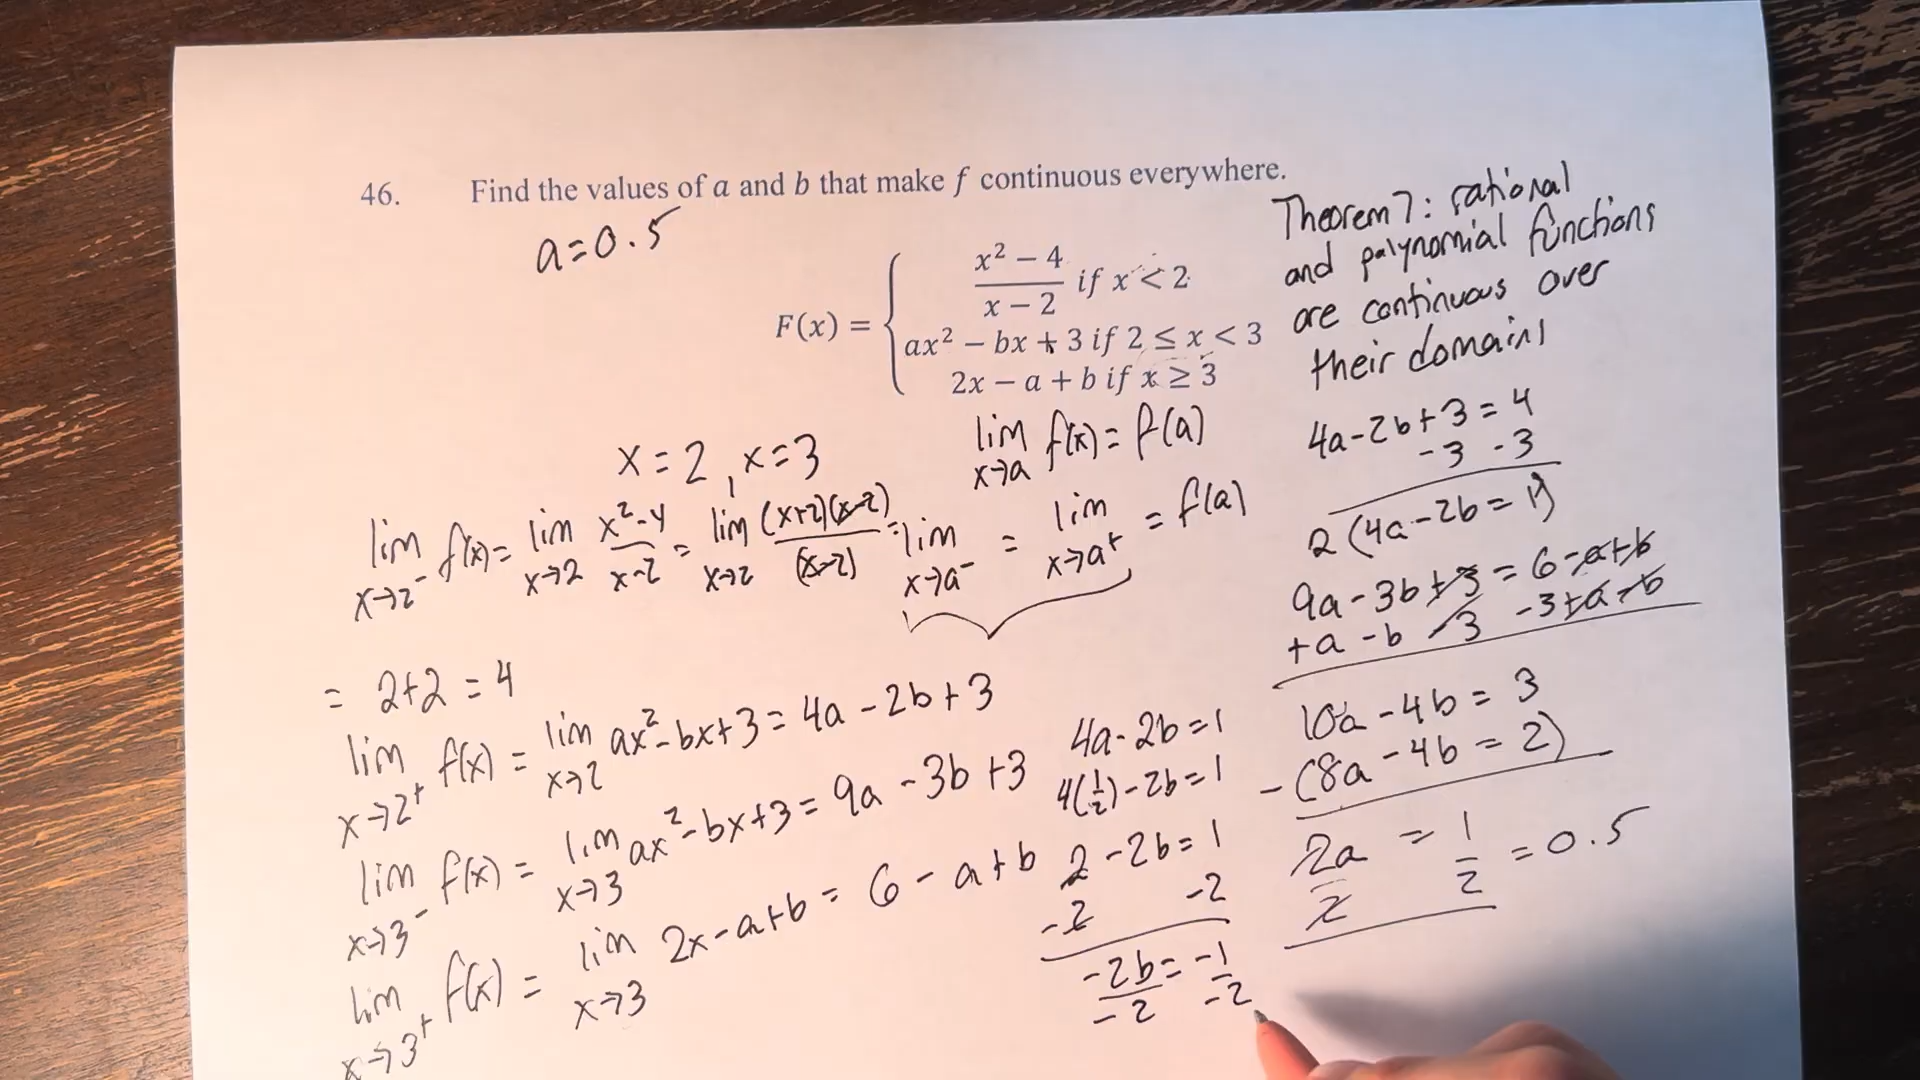 46. Find the values of a and b that make f continuous everywhere.
a = 0.5
F(x) = { x² − 4 / x − 2 if x < 2
ax² − bx + 3 if 2 ≤ x < 3
2x − a + b if x ≥ 3
Theorem 7: rational
and polynomial functions
are continuous over
their domains
x = 2, x = 3
lim x→a f(x) = f(a)
lim x→2⁻ f(x) = lim x→2 x²-4 / x-2 = lim x→2 (x+2)(x-2) / (x-2) =
lim x→a⁻ = lim x→a⁺ = f(a)
= 2+2 = 4
lim x→2⁺ f(x) = lim x→2 ax² - bx + 3 = 4a - 2b + 3
lim x→3⁻ f(x) = lim x→3 ax² - bx + 3 = 9a - 3b + 3
lim x→3⁺ f(x) = lim x→3 2x - a + b = 6 - a + b
4a - 2b = 1
4(1/2) - 2b = 1
2 - 2b = 1
-2 -2
-2b = -1
-2 -2
4a - 2b + 3 = 4
-3 -3
2(4a - 2b = 1)
9a - 3b + 3 = 6 - a + b
+a - b - 3 -3 + a - b
10a - 4b = 3
-(8a - 4b = 2)
2a = 1
2 2
= 0.5